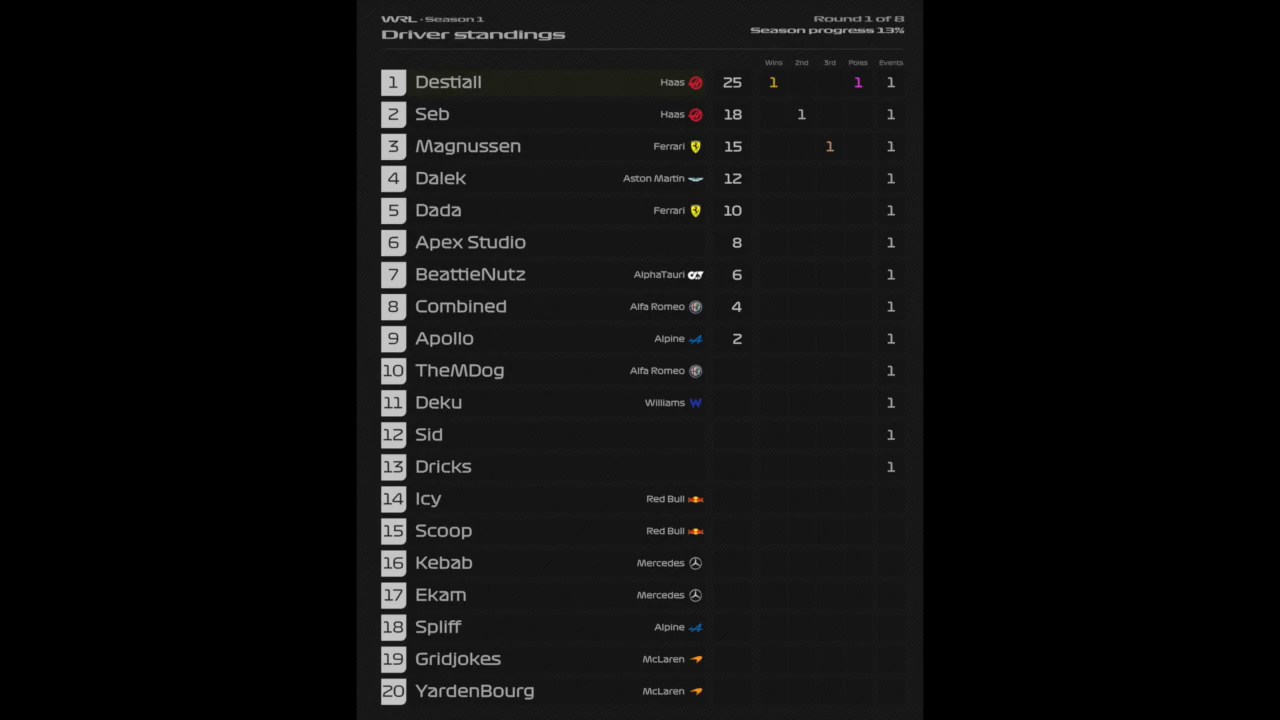 WRL - Season 1
Driver standings
Round 1 of 8
Season progress 13%
Wins 2nd 3rd Poles Events
1 Destiall Haas 25 1 1 1
2 Seb Haas 18 1 1
3 Magnussen Ferrari 15 1 1
4 Dalek Aston Martin 12 1
5 Dada Ferrari 10 1
6 Apex Studio 8 1
7 BeattieNutz AlphaTauri 6 1
8 Combined Alfa Romeo 4 1
9 Apollo Alpine 2 1
10 TheMDog Alfa Romeo 1
11 Deku Williams 1
12 Sid 1
13 Dricks 1
14 Icy Red Bull
15 Scoop Red Bull
16 Kebab Mercedes
17 Ekam Mercedes
18 Spliff Alpine
19 Gridjokes McLaren
20 YardenBourg McLaren